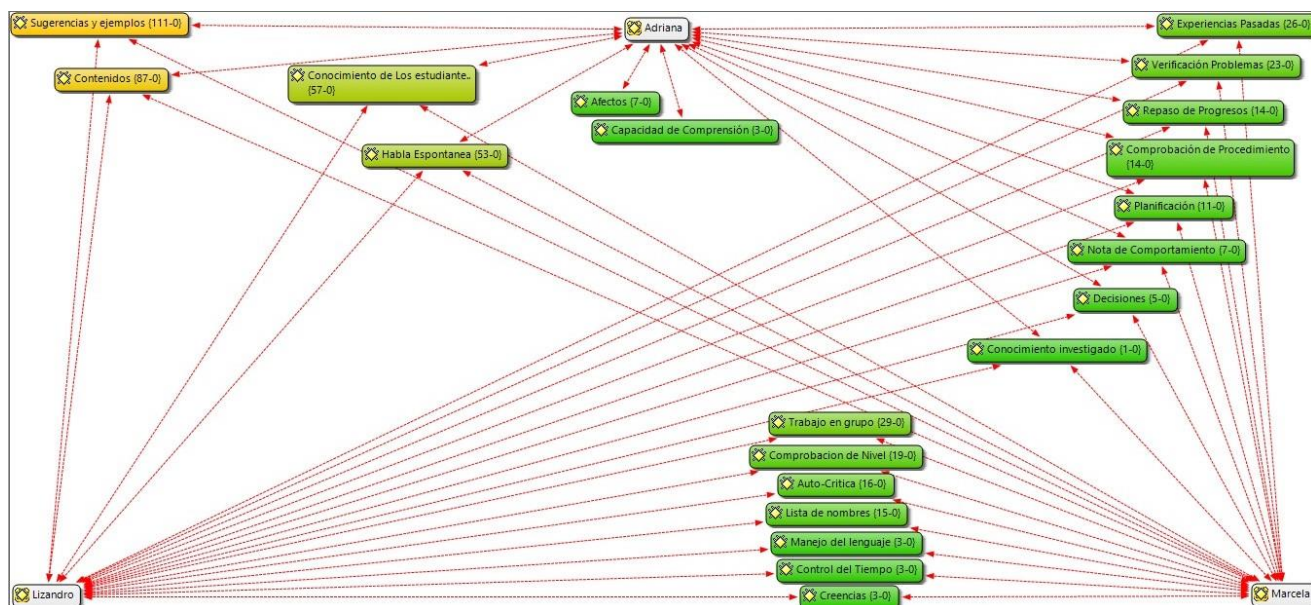 Sugerencias y ejemplos {111-0}
Adriana
Experiencias Pasadas {26-0}
Contenidos {87-0}
Conocimiento de Los estudiante..
{57-0}
Verificación Problemas {23-0}
Afectos {7-0}
Repaso de Progresos {14-0}
Capacidad de Comprensión {3-0}
Habla Espontanea {53-0}
Comprobación de Procedimiento
{14-0}
Planificación {11-0}
Nota de Comportamiento {7-0}
Decisiones {5-0}
Conocimiento investigado {1-0}
Trabajo en grupo {29-0}
Comprobacion de Nivel {19-0}
Auto-Critica {16-0}
Lista de nombres {15-0}
Manejo del lenguaje {3-0}
Control del Tiempo {3-0}
Lizandro
Creencias {3-0}
Marcela